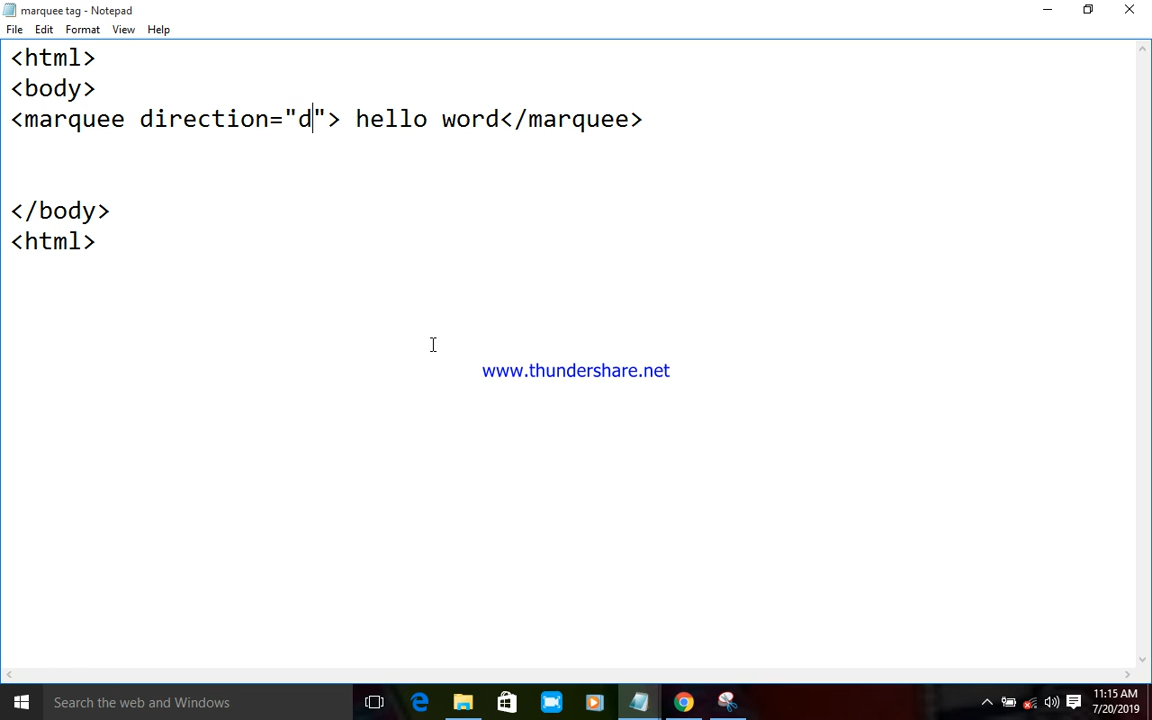 marquee tag - Notepad
File Edit Format View Help
<html>
<body>
<marquee direction="d"> hello word</marquee>
</body>
<html>
www.thundershare.net
Search the web and Windows
11:15 AM
7/20/2019